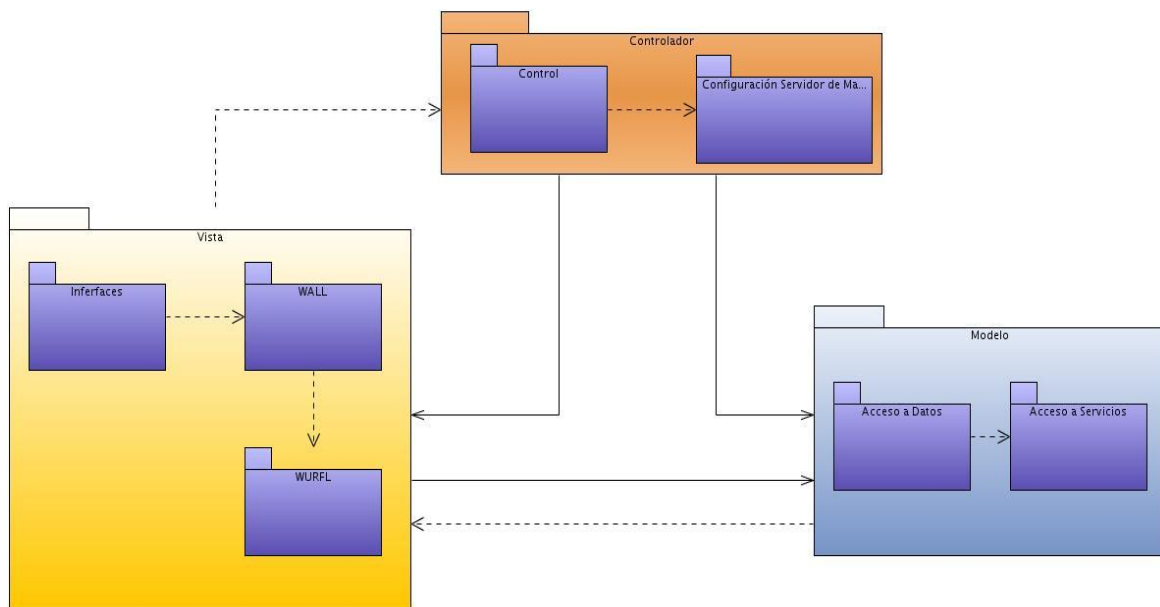 Controlador
Control
Configuración Servidor de Ma...
Vista
Inferfaces
WALL
WURFL
Modelo
Acceso a Datos
Acceso a Servicios